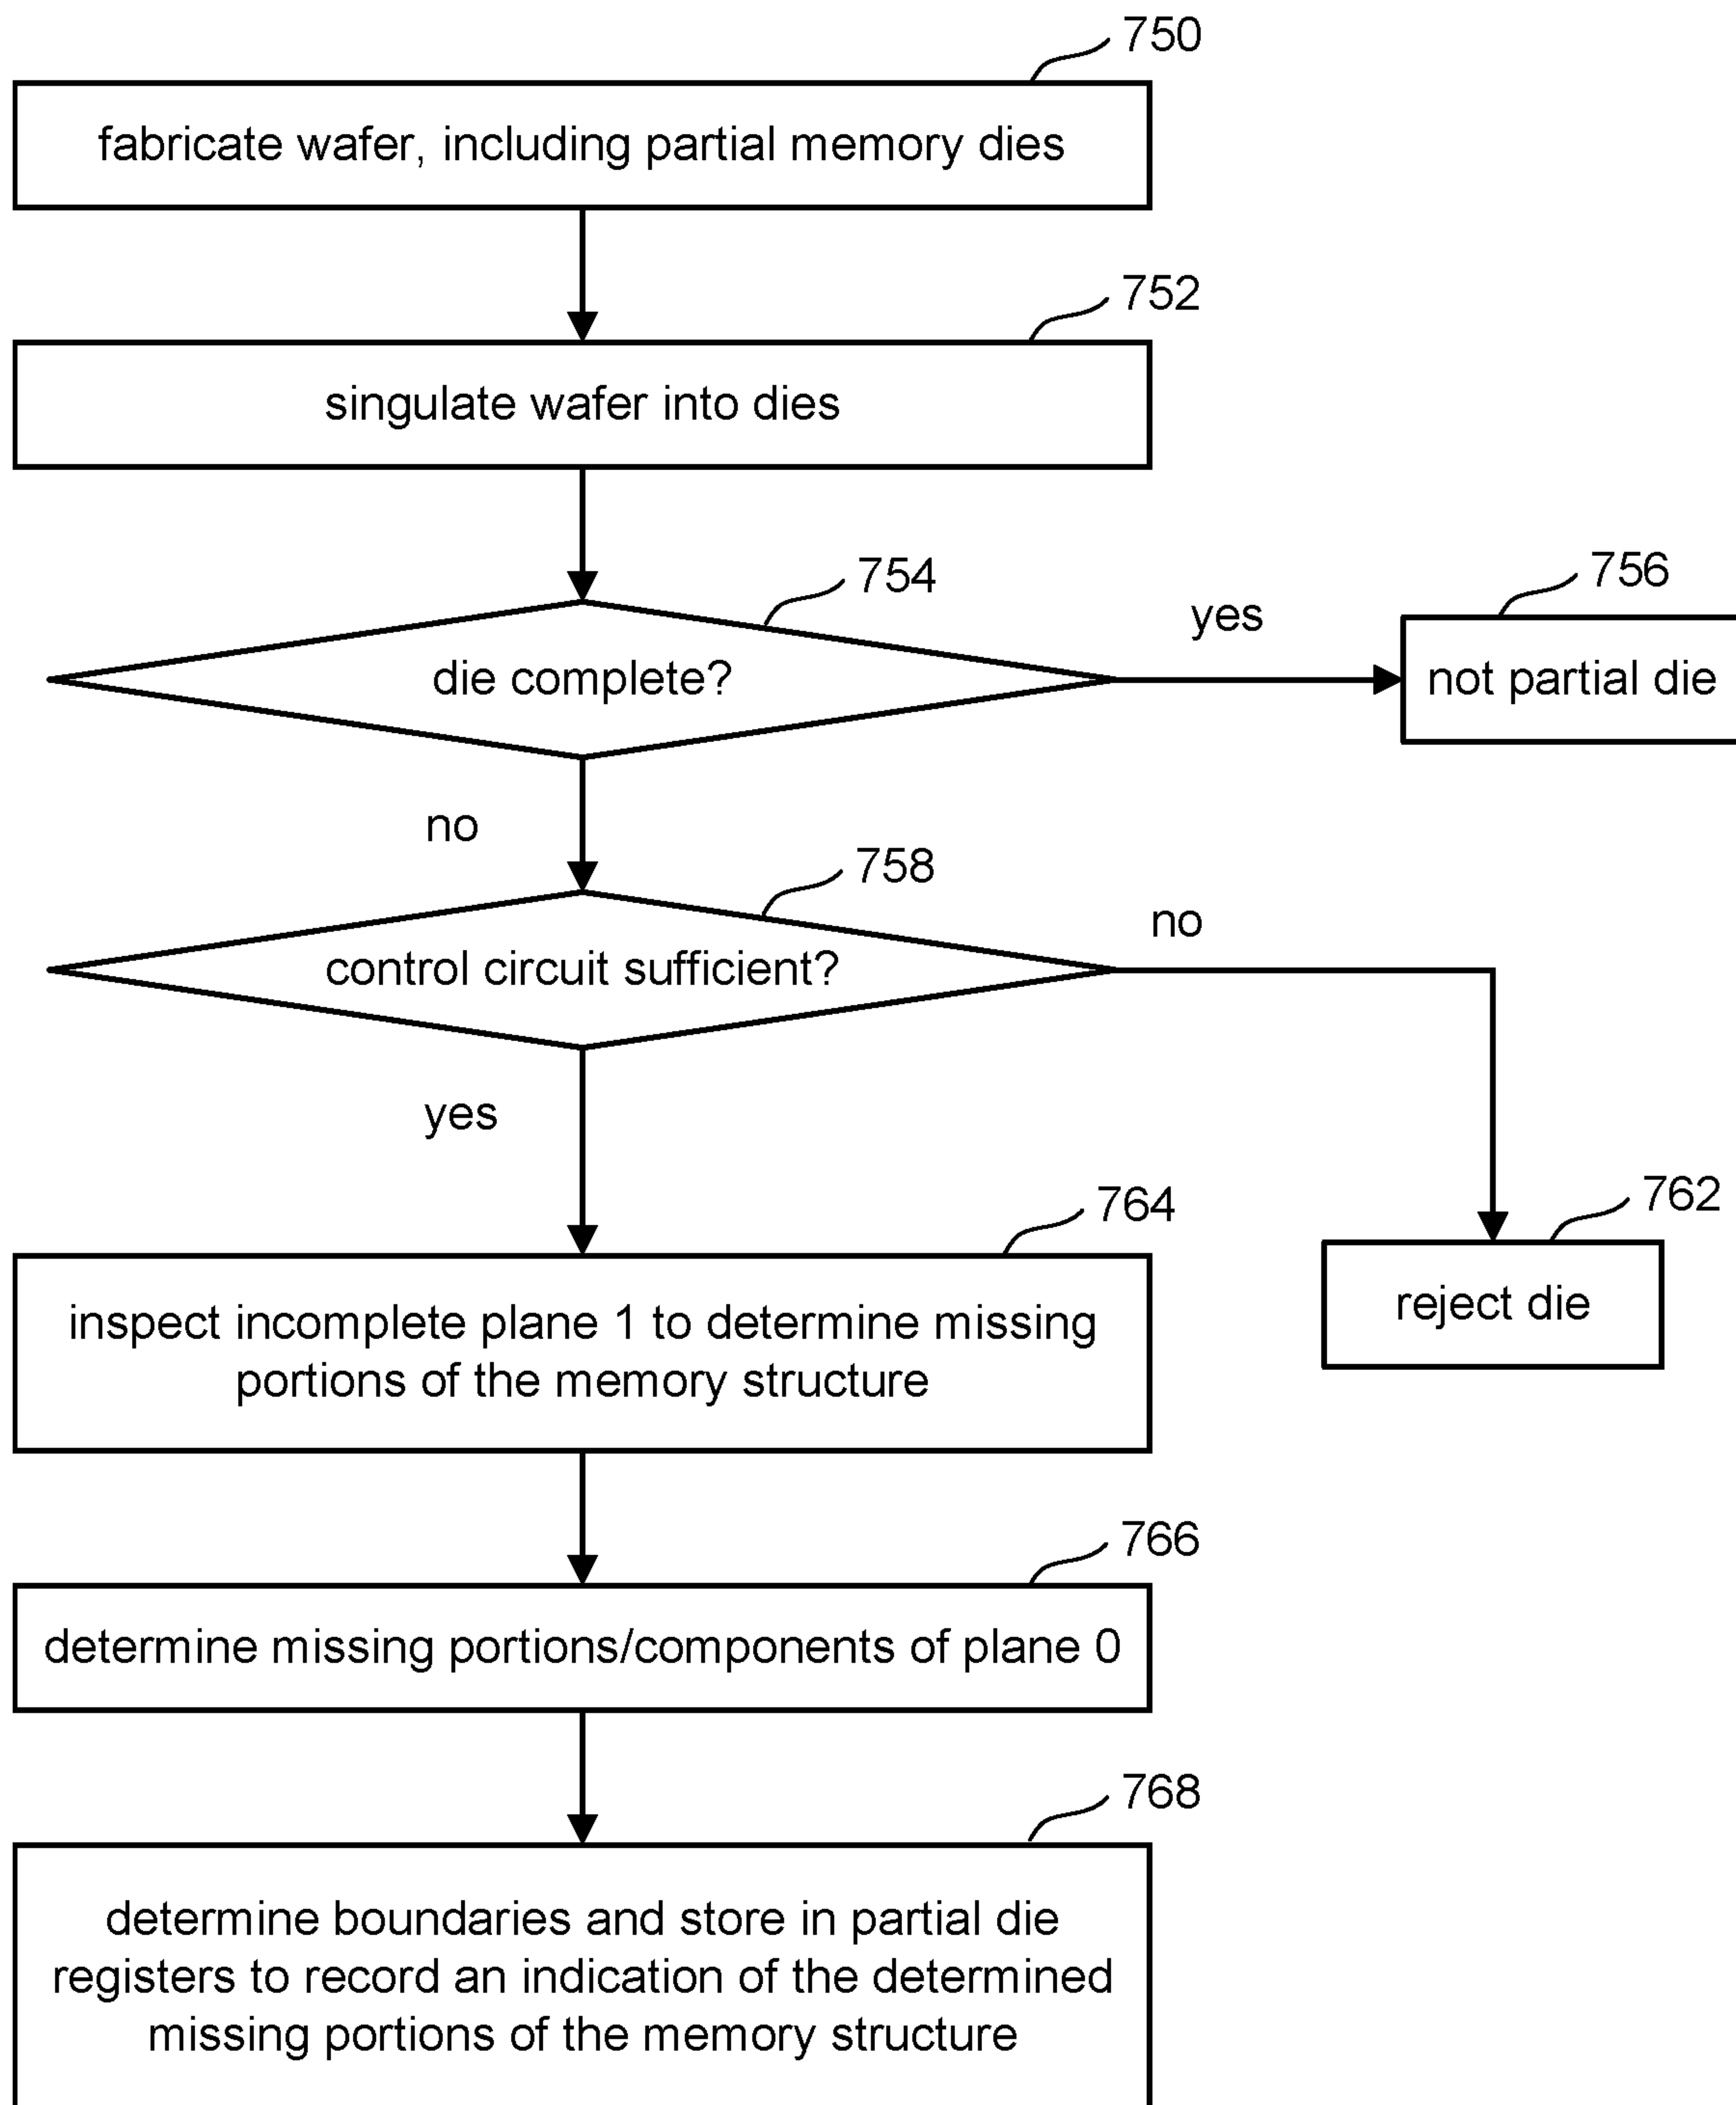 750
fabricate wafer, including partial memory dies
752
singulate wafer into dies
754
die complete?
yes
756
not partial die
no
758
control circuit sufficient?
no
yes
764
inspect incomplete plane 1 to determine missing
portions of the memory structure
762
reject die
766
determine missing portions/components of plane 0
768
determine boundaries and store in partial die
registers to record an indication of the determined
missing portions of the memory structure